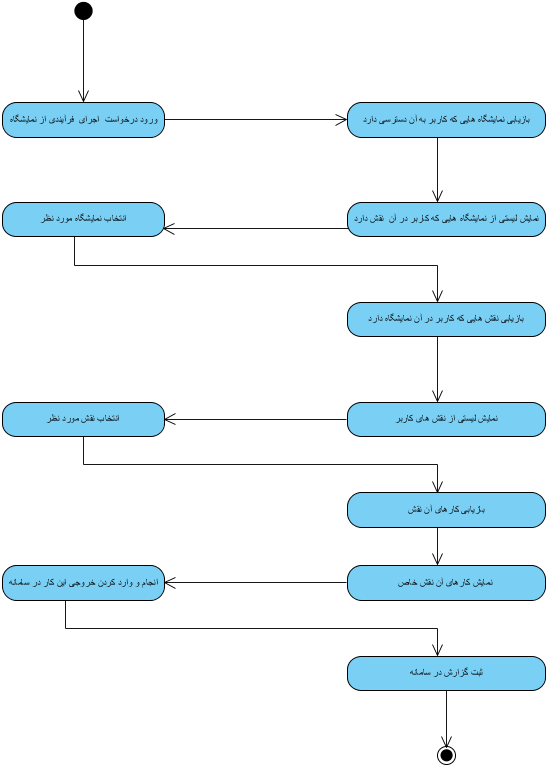 ورود درخواست اجرای فرآیندی از نمایشگاه
بازیابی نمایشگاه هایی که کاربر به آن دسترسی دارد
نمایش لیستی از نمایشگاه هایی که کاربر در آن نقش دارد
انتخاب نمایشگاه مورد نظر
بازیابی نقش هایی که کاربر در آن نمایشگاه دارد
نمایش لیستی از نقش های کاربر
انتخاب نقش مورد نظر
بازیابی کارهای آن نقش
نمایش کارهای آن نقش خاص
انجام و وارد کردن خروجی این کار در سامانه
ثبت گزارش در سامانه